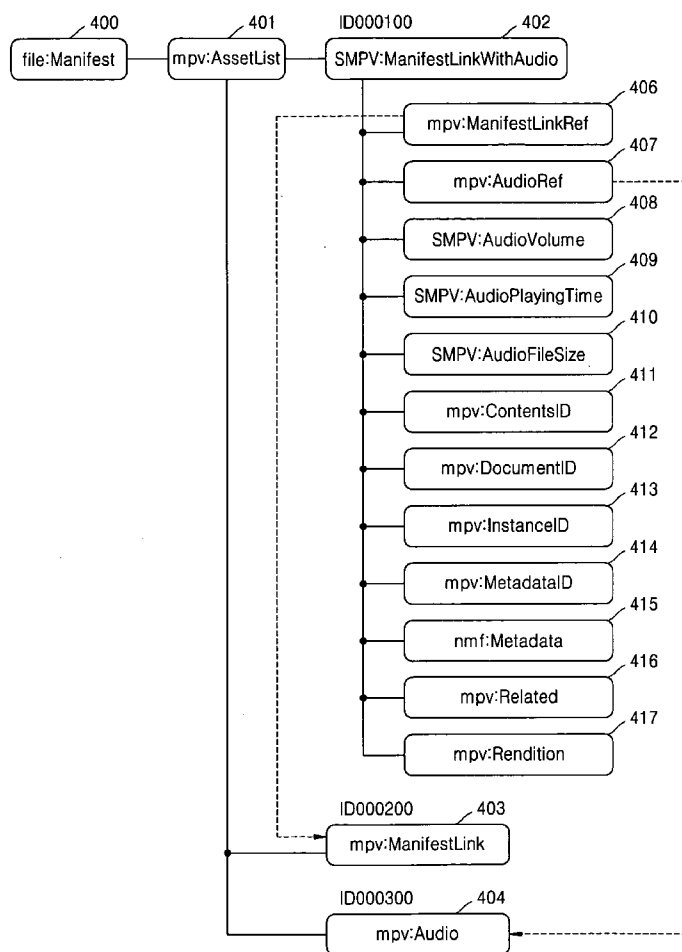 400
401
ID000100
402
file:Manifest
mpv:AssetList
SMPV:ManifestLinkWithAudio
406
mpv:ManifestLinkRef
407
mpv:AudioRef
408
SMPV:AudioVolume
409
SMPV:AudioPlayingTime
410
SMPV:AudioFileSize
411
mpv:ContentsID
412
mpv:DocumentID
413
mpv:InstanceID
414
mpv:MetadataID
415
nmf:Metadata
416
mpv:Related
417
mpv:Rendition
ID000200
403
mpv:ManifestLink
ID000300
404
mpv:Audio